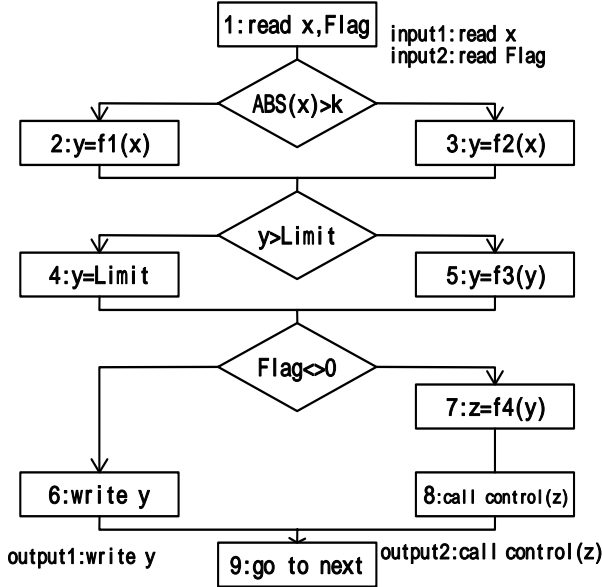 1:read x,Flag
input1:read x
input2:read Flag
ABS(x)>k
2:y=f1(x)
3:y=f2(x)
y>Limit
4:y=Limit
5:y=f3(y)
Flag<>0
7:z=f4(y)
6:write y
8:call control(z)
output1:write y
9:go to next
output2:call control(z)